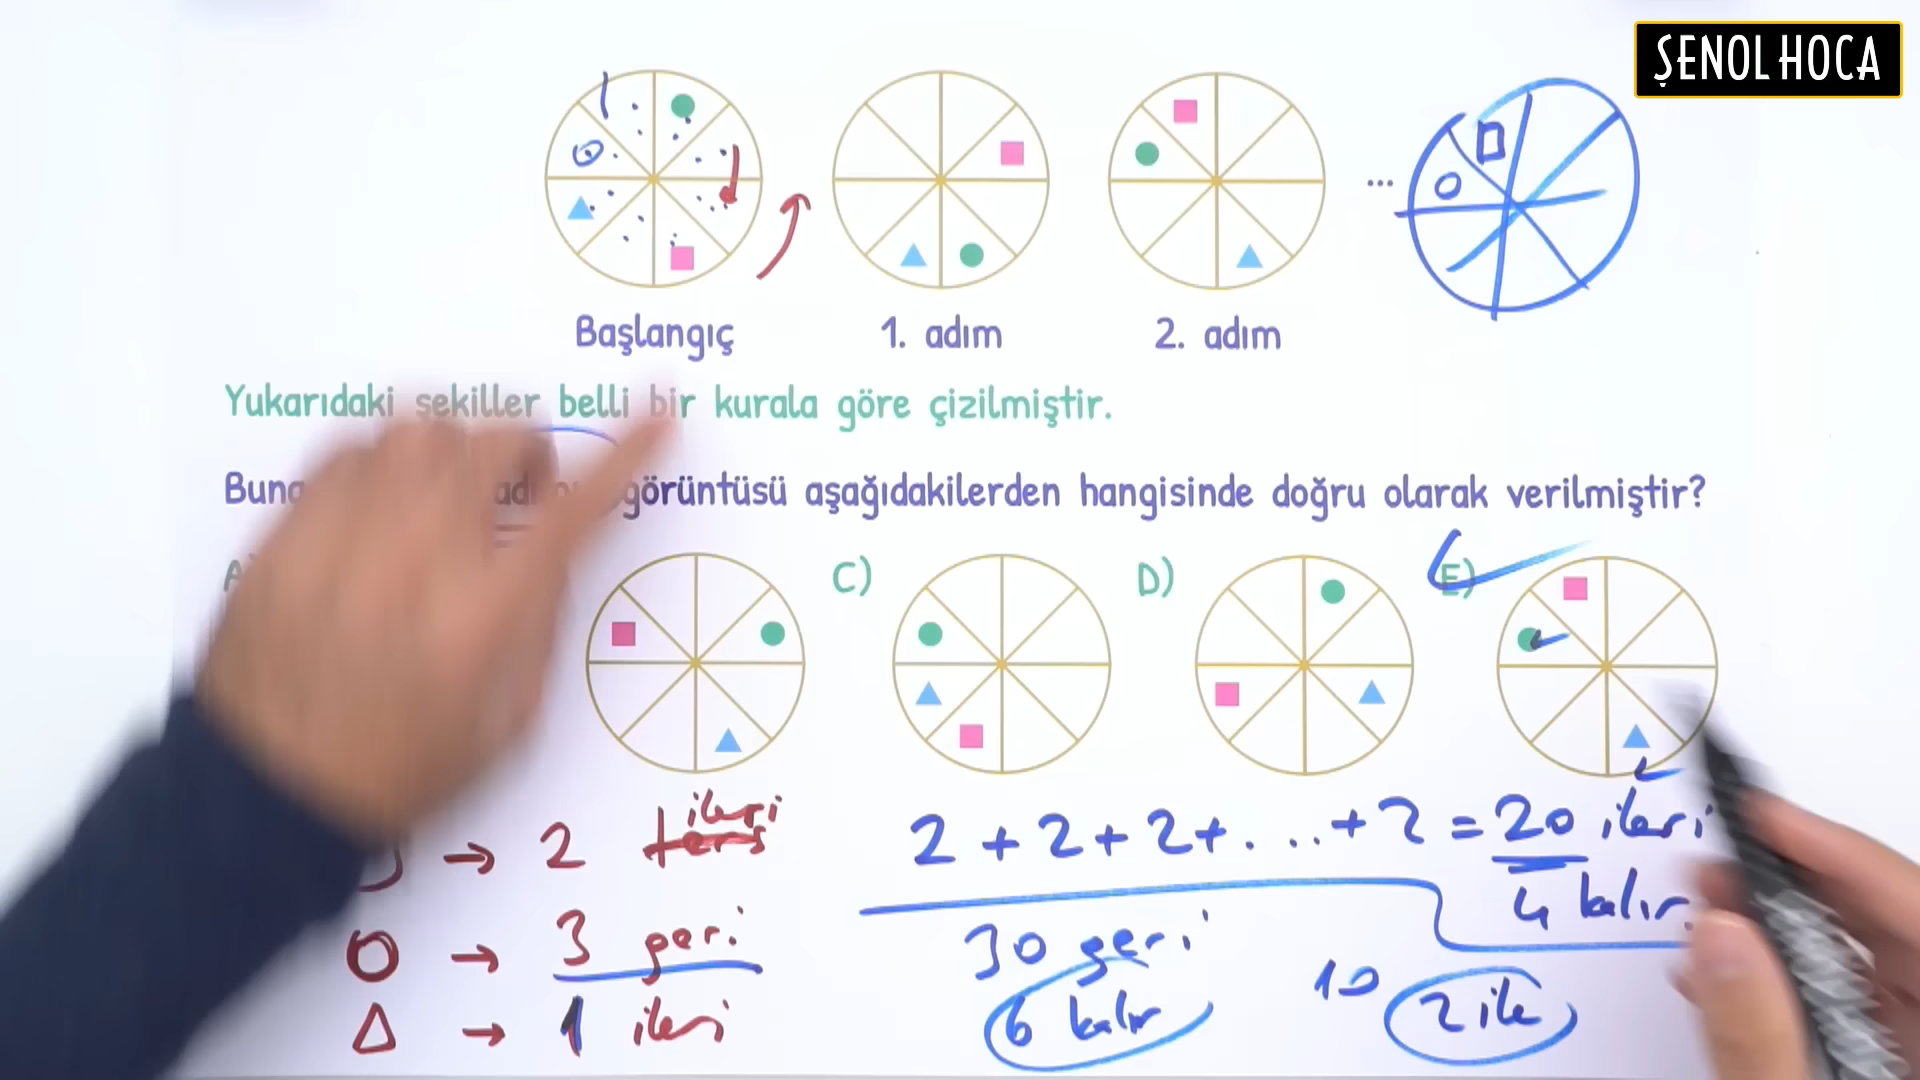 ŞENOL HOCA
...
Başlangıç
1. adım
2. adım
Yukarıdaki şekiller belli bir kurala göre çizilmiştir.
görüntüsü aşağıdakilerden hangisinde doğru olarak verilmiştir?
C)
D)
E)
→ 2 ters ileri
2 + 2 + 2 + . . . . + 2 = 20 ileri
4 kalır.
→ 3 geri
30 geri
6 kalır
10
2 ile
→ 1 ileri